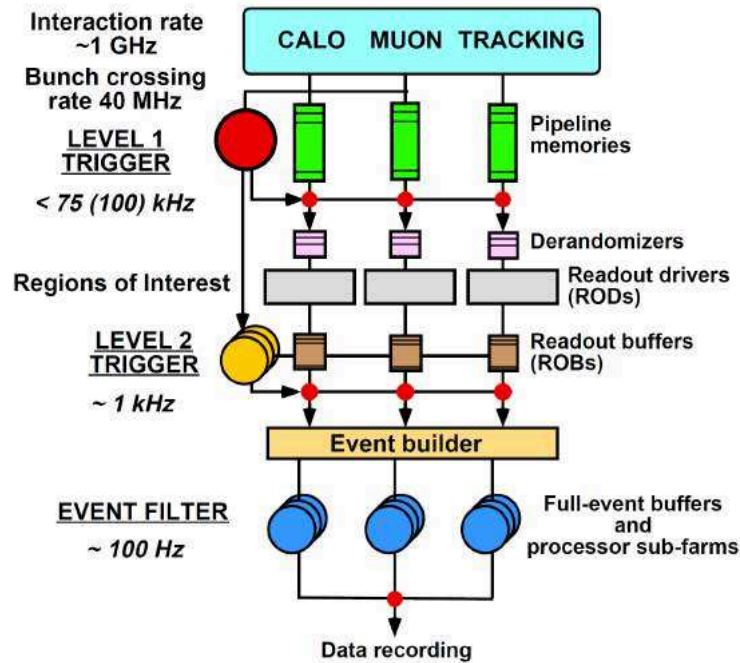 Interaction rate
~1 GHz
CALO MUON TRACKING
Bunch crossing
rate 40 MHz
LEVEL 1
TRIGGER
< 75 (100) kHz
Pipeline
memories
Derandomizers
Regions of Interest
Readout drivers
(RODs)
LEVEL 2
TRIGGER
~ 1 kHz
Readout buffers
(ROBs)
Event builder
EVENT FILTER
~ 100 Hz
Full-event buffers
and
processor sub-farms
Data recording